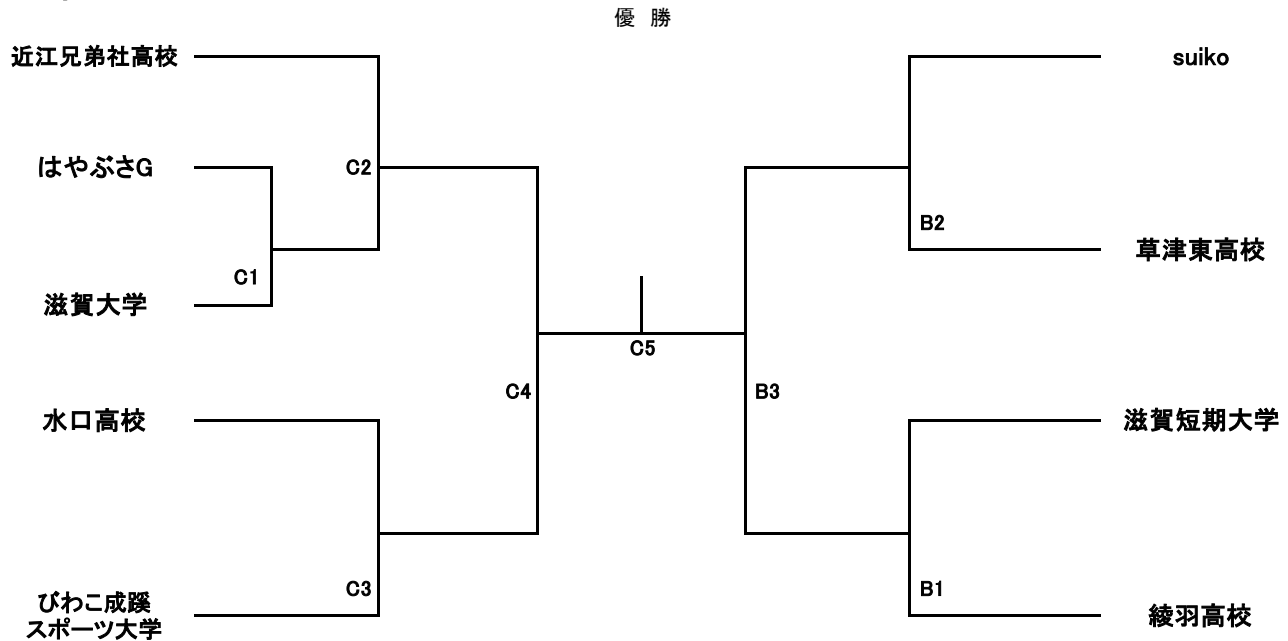 優 勝
近江兄弟社高校
suiko
はやぶさG
C2
B2
草津東高校
C1
滋賀大学
C5
C4
B3
水口高校
滋賀短期大学
C3
B1
びわこ成蹊
スポーツ大学
綾羽高校